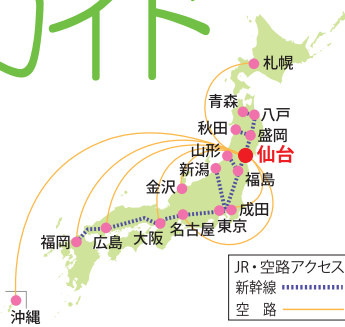 ガイド
札幌
青森
八戸
秋田
盛岡
山形
仙台
新潟
福島
金沢
成田
東京
名古屋
大阪
広島
福岡
沖縄
JR・空路アクセス
新幹線
空 路